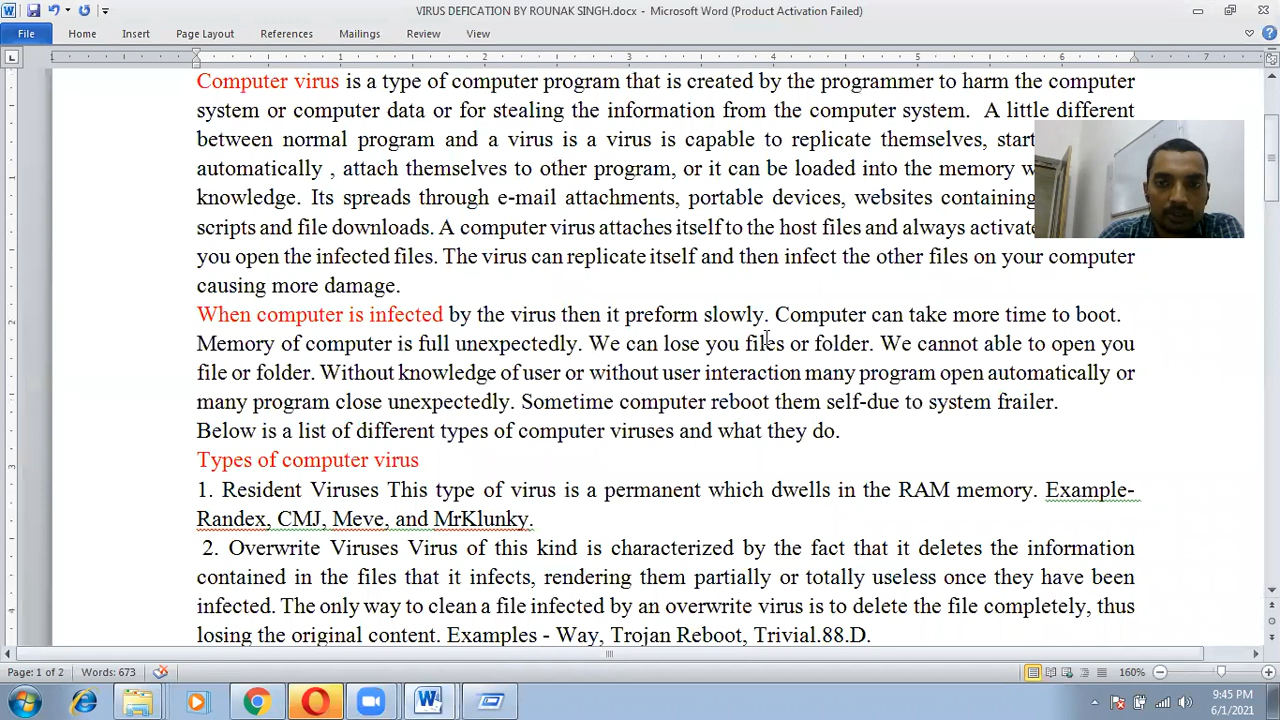 VIRUS DEFICATION BY ROUNAK SINGH.docx - Microsoft Word (Product Activation Failed)
File Home Insert Page Layout References Mailings Review View
1 1 2 3 4 5 6 7
Computer virus is a type of computer program that is created by the programmer to harm the computer
system or computer data or for stealing the information from the computer system. A little different
between normal program and a virus is a virus is capable to replicate themselves, start
automatically , attach themselves to other program, or it can be loaded into the memory
knowledge. Its spreads through e-mail attachments, portable devices, websites containing
scripts and file downloads. A computer virus attaches itself to the host files and always activate
you open the infected files. The virus can replicate itself and then infect the other files on your computer
causing more damage.
When computer is infected by the virus then it preform slowly. Computer can take more time to boot.
Memory of computer is full unexpectedly. We can lose you files or folder. We cannot able to open you
file or folder. Without knowledge of user or without user interaction many program open automatically or
many program close unexpectedly. Sometime computer reboot them self-due to system frailer.
Below is a list of different types of computer viruses and what they do.
Types of computer virus
1. Resident Viruses This type of virus is a permanent which dwells in the RAM memory. Example-
Randex, CMJ, Meve, and MrKlunky.
2. Overwrite Viruses Virus of this kind is characterized by the fact that it deletes the information
contained in the files that it infects, rendering them partially or totally useless once they have been
infected. The only way to clean a file infected by an overwrite virus is to delete the file completely, thus
losing the original content. Examples - Way, Trojan Reboot, Trivial.88.D.
Page: 1 of 2 Words: 673 160%
9:45 PM
6/1/2021